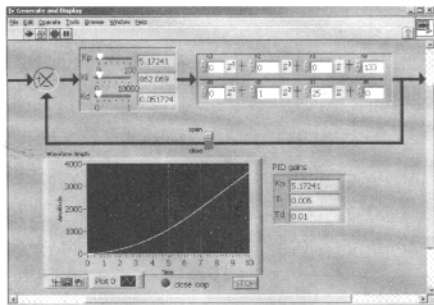 Generate and Display
File Edit Operate Tools Browse Window Help
Kp 5.17241
100
Ki 862.069
10000
Kd 0.051724
0 1
0 + 0 + 0 + 133
0 1 25 0
open
close
Waveform Graph
Amplitude
4000
3000
2000
1000
0
0 1 2 3 4 5 6 7 8 9 10
Time
Plot 0
close loop
STOP
PID gains
Kp 5.17241
Ti 0.006
Td 0.01